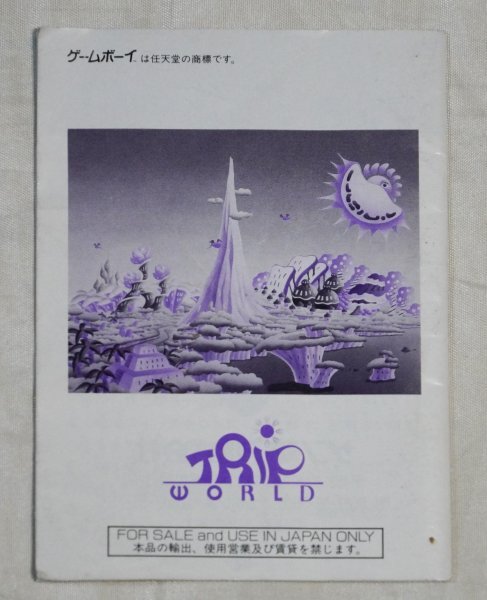 ゲームボーイ™は任天堂の商標です。
TRIP
WORLD
FOR SALE and USE IN JAPAN ONLY
本品の輸出、使用営業及び賃貸を禁じます。